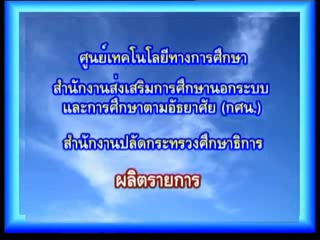 ศูนย์เทคโนโลยีทางการศึกษา
สำนักงานส่งเสริมการศึกษานอกระบบ
และการศึกษาตามอัธยาศัย (กศน.)
สำนักงานปลัดกระทรวงศึกษาธิการ
ผลิตรายการ